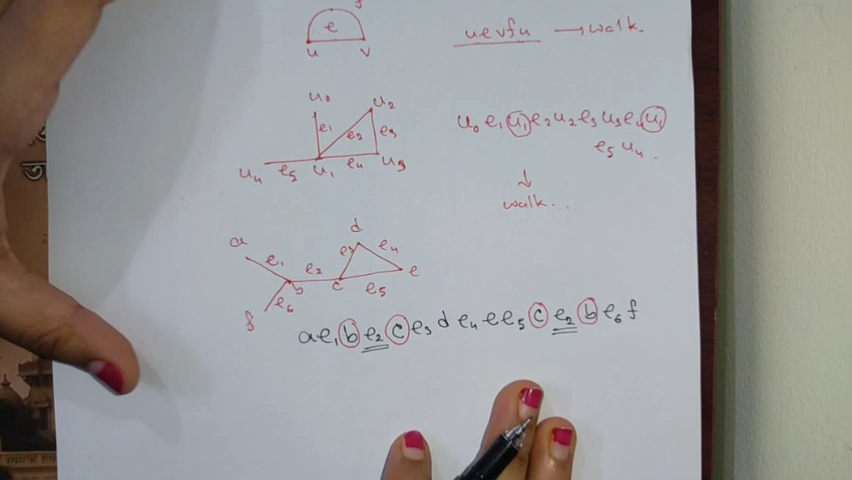 e
u v
uevfu → walk.
u₀ u₂
e₁ e₂ e₃
u₄ e₅ u₁ e₄ u₃
u₀ e₁ u₁ e₂ u₂ e₃ u₃ e₄ u₁
e₅ u₄ .
↓
walk..
d
a e₁ e₂ e₃ e₄ e
b c e₅
f e₆
a e₁ b e₂ c e₃ d e₄ e e₅ c e₂ b e₆ f